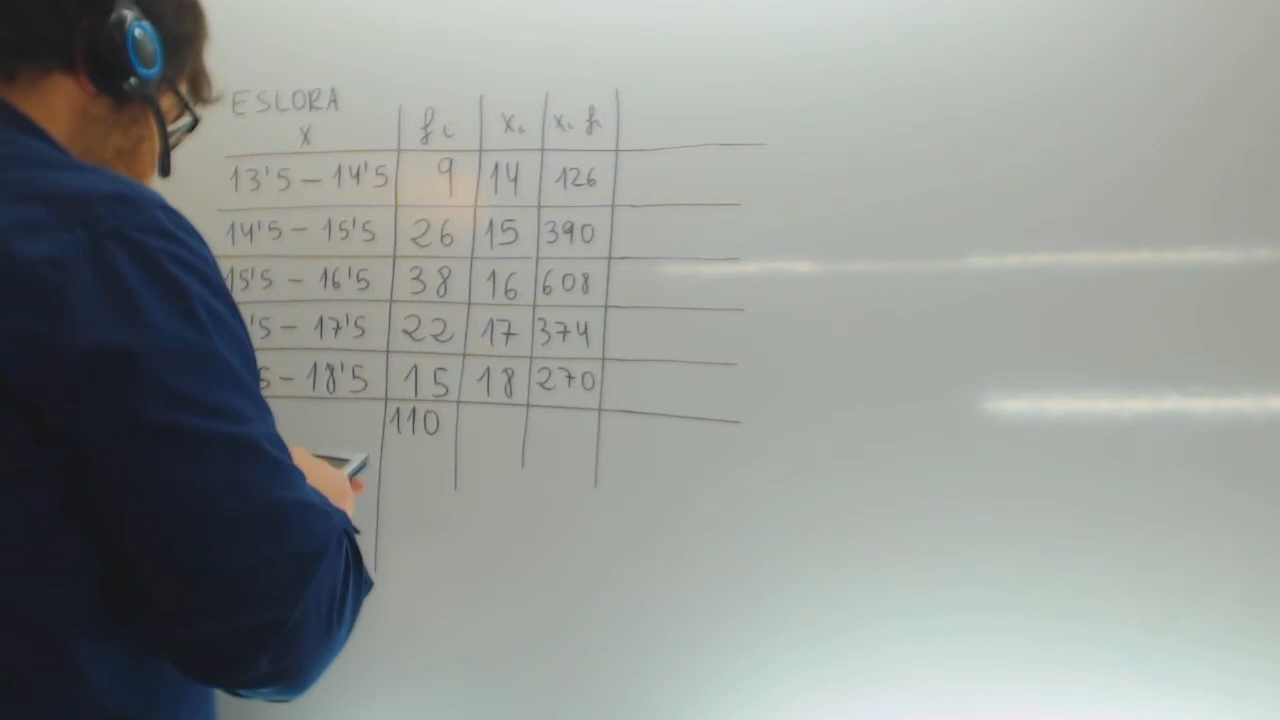 ESLORA
X fi xi xi fi
13'5 - 14'5 9 14 126
14'5 - 15'5 26 15 390
15'5 - 16'5 38 16 608
'5 - 17'5 22 17 374
5 - 18'5 15 18 270
110